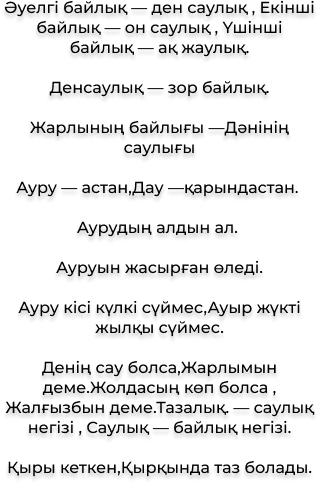 Әуелгі байлық — ден саулық , Екінші
байлық — он саулық , Үшінші
байлық — ақ жаулық.
Денсаулық — зор байлық.
Жарлының байлығы —Дәнінің
саулығы
Ауру — астан,Дау —қарындастан.
Аурудың алдын ал.
Ауруын жасырған өледі.
Ауру кісі күлкі сүймес,Ауыр жүкті
жылқы сүймес.
Денің сау болса,Жарлымын
деме.Жолдасың көп болса ,
Жалғызбын деме.Тазалық. — саулық
негізі , Саулық — байлық негізі.
Қыры кеткен,Қырқында таз болады.